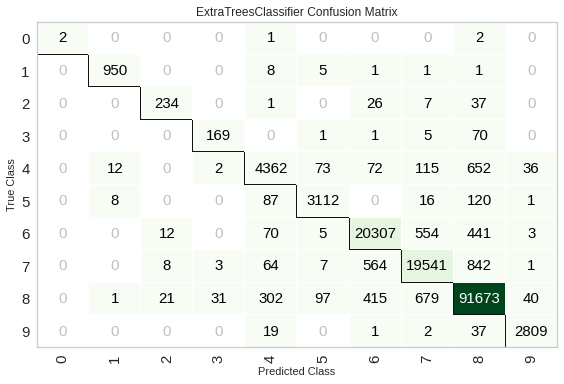 ExtraTreesClassifier Confusion Matrix
True Class
0 2 0 0 0 1 0 0 0 2 0
1 0 950 0 0 8 5 1 1 1 0
2 0 0 234 0 1 0 26 7 37 0
3 0 0 0 169 0 1 1 5 70 0
4 0 12 0 2 4362 73 72 115 652 36
5 0 8 0 0 87 3112 0 16 120 1
6 0 0 12 0 70 5 20307 554 441 3
7 0 0 8 3 64 7 564 19541 842 1
8 0 1 21 31 302 97 415 679 91673 40
9 0 0 0 0 19 0 1 2 37 2809
0 1 2 3 4 5 6 7 8 9
Predicted Class